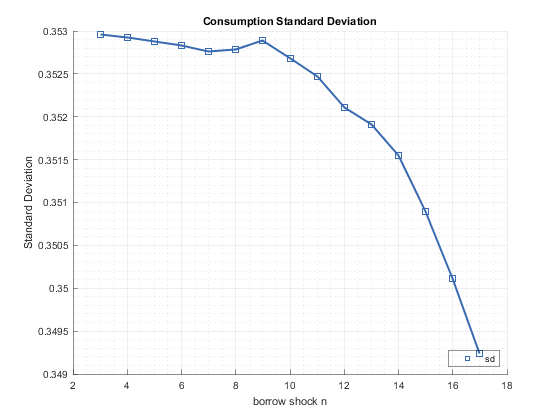 Consumption Standard Deviation
0.353
0.3525
0.352
0.3515
0.351
0.3505
0.35
0.3495
0.349
Standard Deviation
2 4 6 8 10 12 14 16 18
borrow shock n
sd